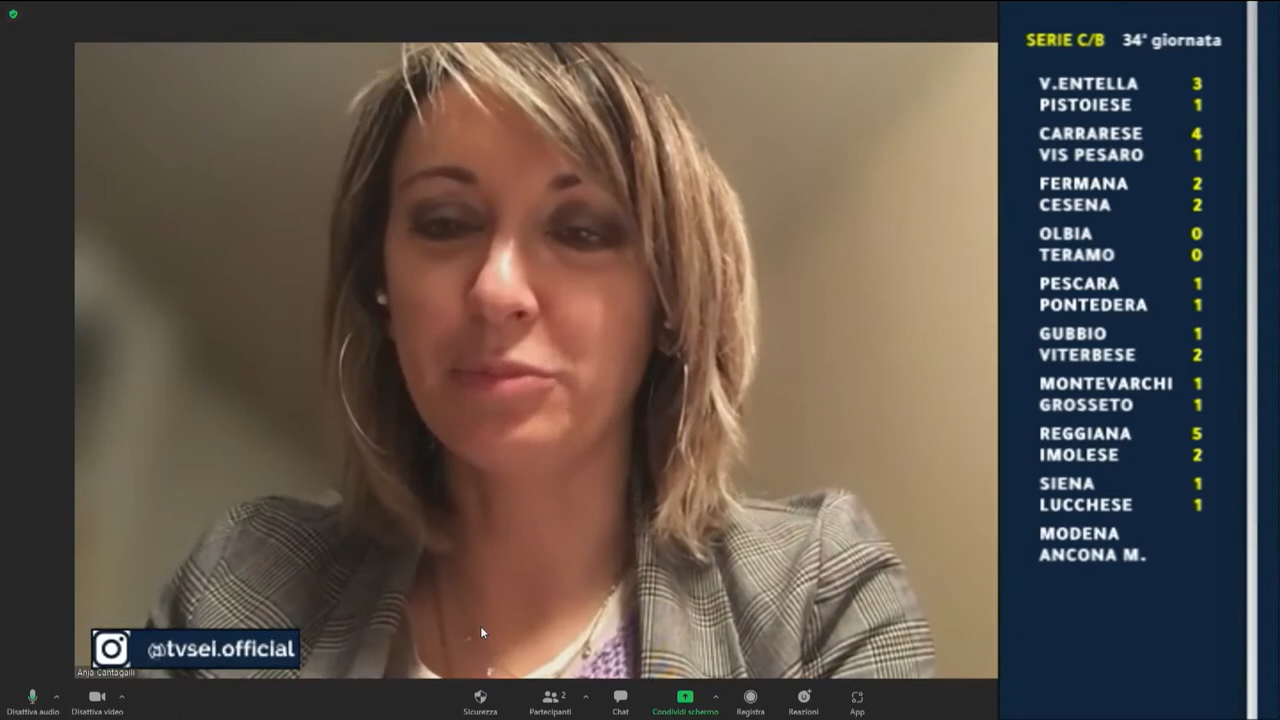 SERIE C/B 34ª giornata
V.ENTELLA 3
PISTOIESE 1
CARRARESE 4
VIS PESARO 1
FERMANA 2
CESENA 2
OLBIA 0
TERAMO 0
PESCARA 1
PONTEDERA 1
GUBBIO 1
VITERBESE 2
MONTEVARCHI 1
GROSSETO 1
REGGIANA 5
IMOLESE 2
SIENA 1
LUCCHESE 1
MODENA
ANCONA M.
@tvsei.official
Anja Cantagalli
Disattiva audio
Disattiva video
Sicurezza
Partecipanti 2
Chat
Condividi schermo
Registra
Reazioni
App